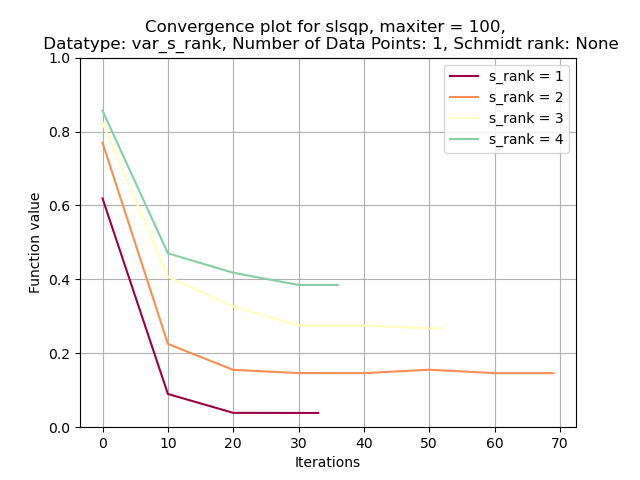 Convergence plot for slsqp, maxiter = 100,
Datatype: var_s_rank, Number of Data Points: 1, Schmidt rank: None
1.0
0.8
0.6
0.4
0.2
0.0
Function value
s_rank = 1
s_rank = 2
s_rank = 3
s_rank = 4
0 10 20 30 40 50 60 70
Iterations